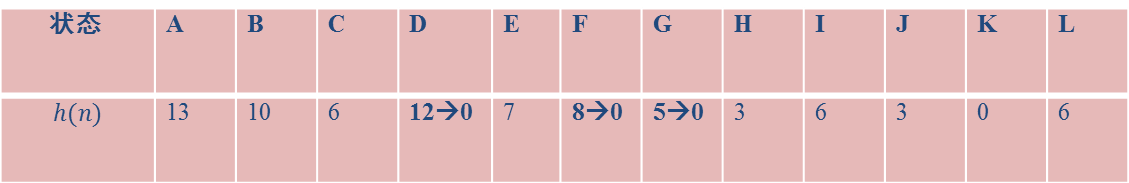 状态 A B C D E F G H I J K L
h(n) 13 10 6 12→0 7 8→0 5→0 3 6 3 0 6